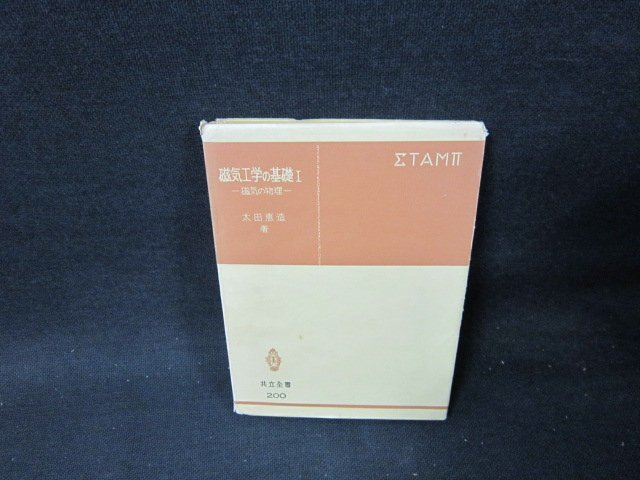 磁気工学の基礎 I
—磁気の物理—
太田恵造
著
ΣTAMΠ
共立全書
200